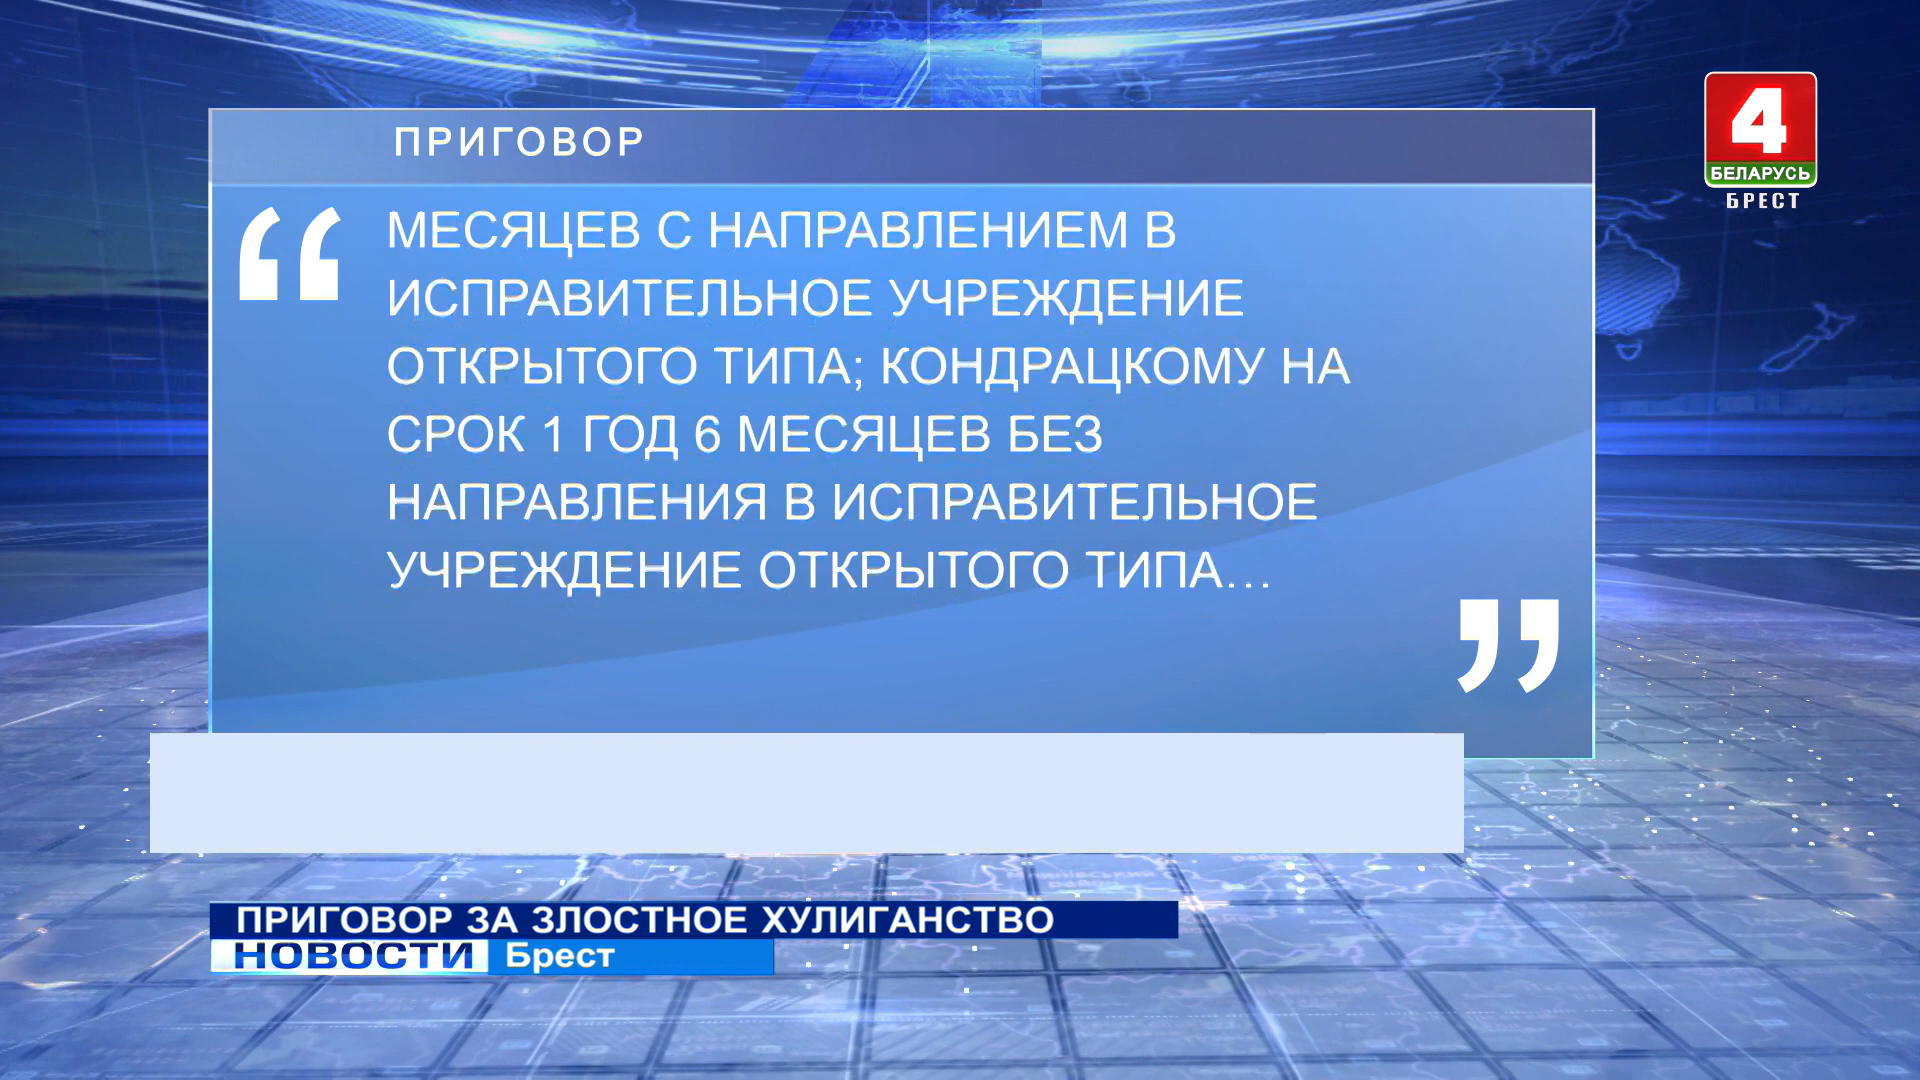 ПРИГОВОР
4
БЕЛАРУСЬ
БРЕСТ
МЕСЯЦЕВ С НАПРАВЛЕНИЕМ В
ИСПРАВИТЕЛЬНОЕ УЧРЕЖДЕНИЕ
ОТКРЫТОГО ТИПА; КОНДРАЦКОМУ НА
СРОК 1 ГОД 6 МЕСЯЦЕВ БЕЗ
НАПРАВЛЕНИЯ В ИСПРАВИТЕЛЬНОЕ
УЧРЕЖДЕНИЕ ОТКРЫТОГО ТИПА...
ПРИГОВОР ЗА ЗЛОСТНОЕ ХУЛИГАНСТВО
НОВОСТИ Брест